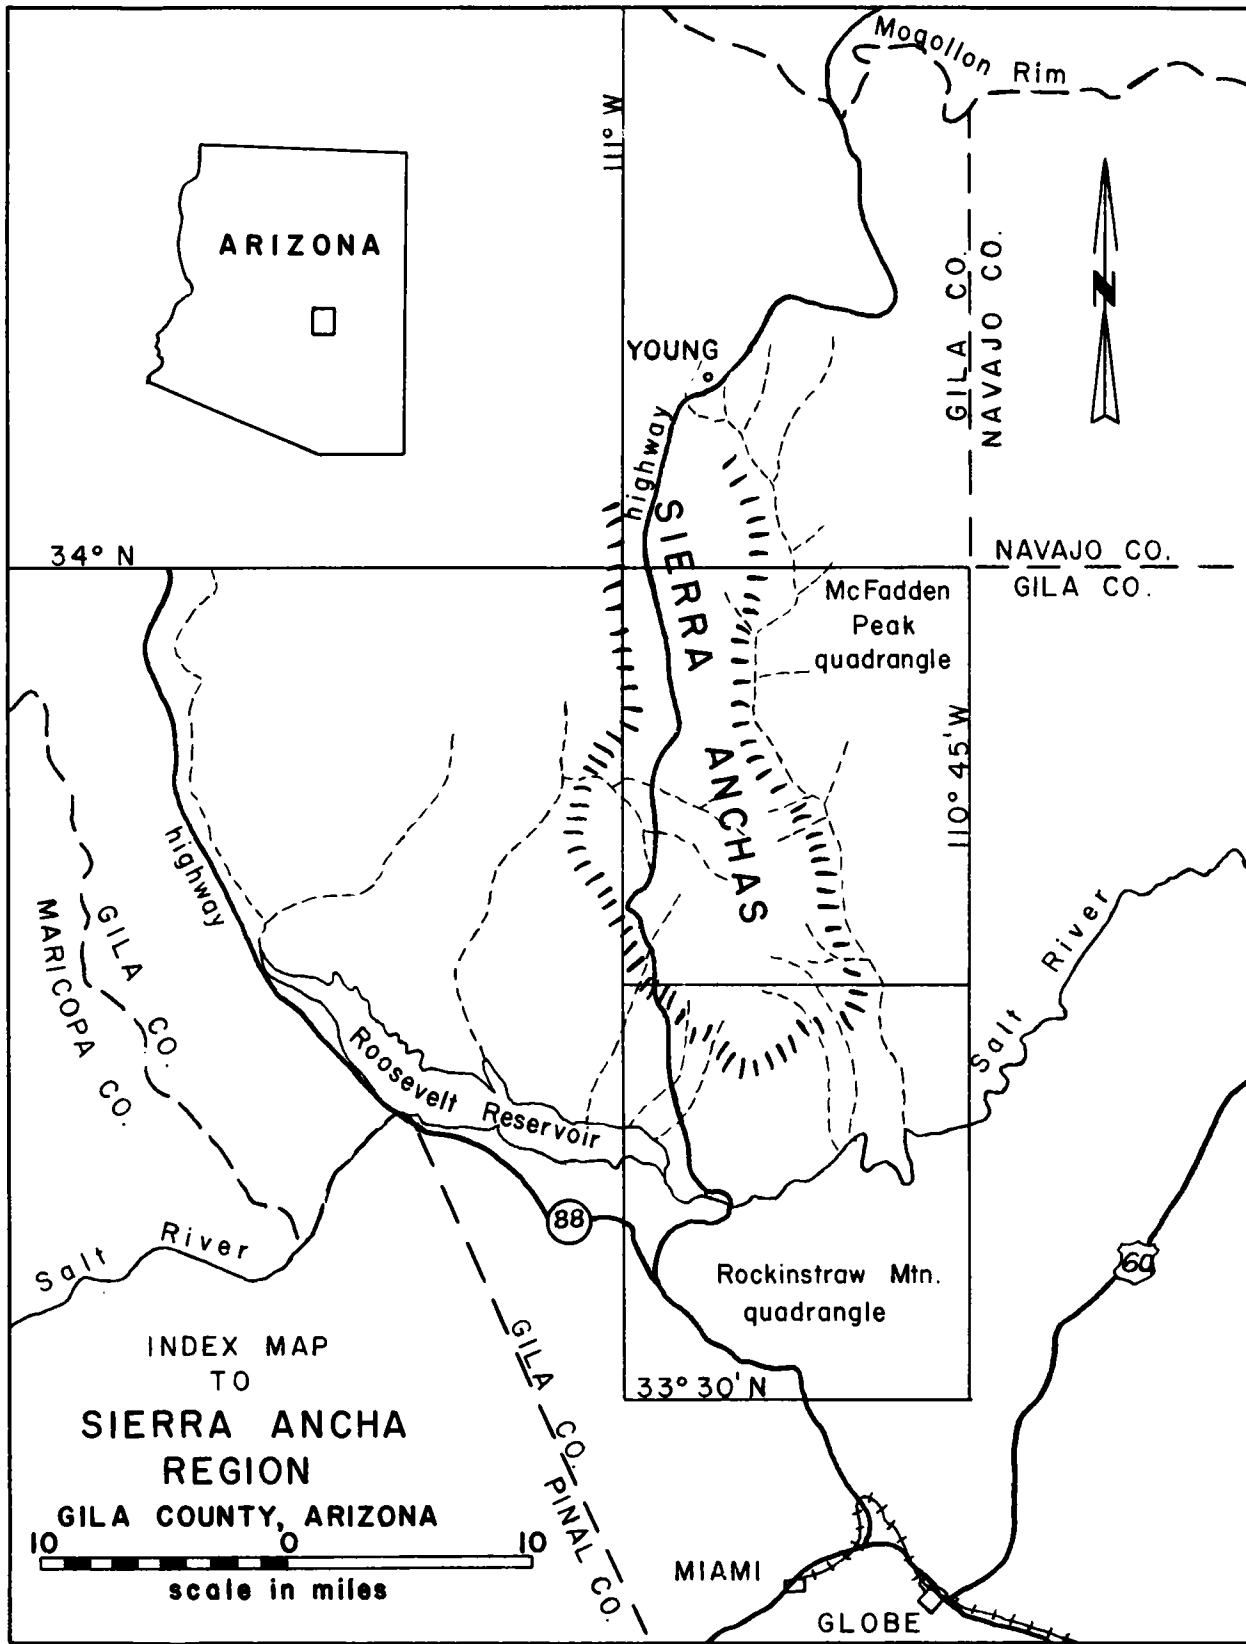 Mogollon Rim
111° W
ARIZONA
N
GILA CO.
NAVAJO CO.
YOUNG
highway
SIERRA
ANCHAS
34° N
NAVAJO CO.
GILA CO.
McFadden
Peak
quadrangle
110° 45' W
highway
GILA CO.
MARICOPA CO.
Salt River
Roosevelt Reservoir
88
Salt River
60
Rockinstraw Mtn.
quadrangle
33° 30' N
GILA CO.
PINAL CO.
INDEX MAP
TO
SIERRA ANCHA
REGION
GILA COUNTY, ARIZONA
10 0 10
scale in miles
MIAMI
GLOBE